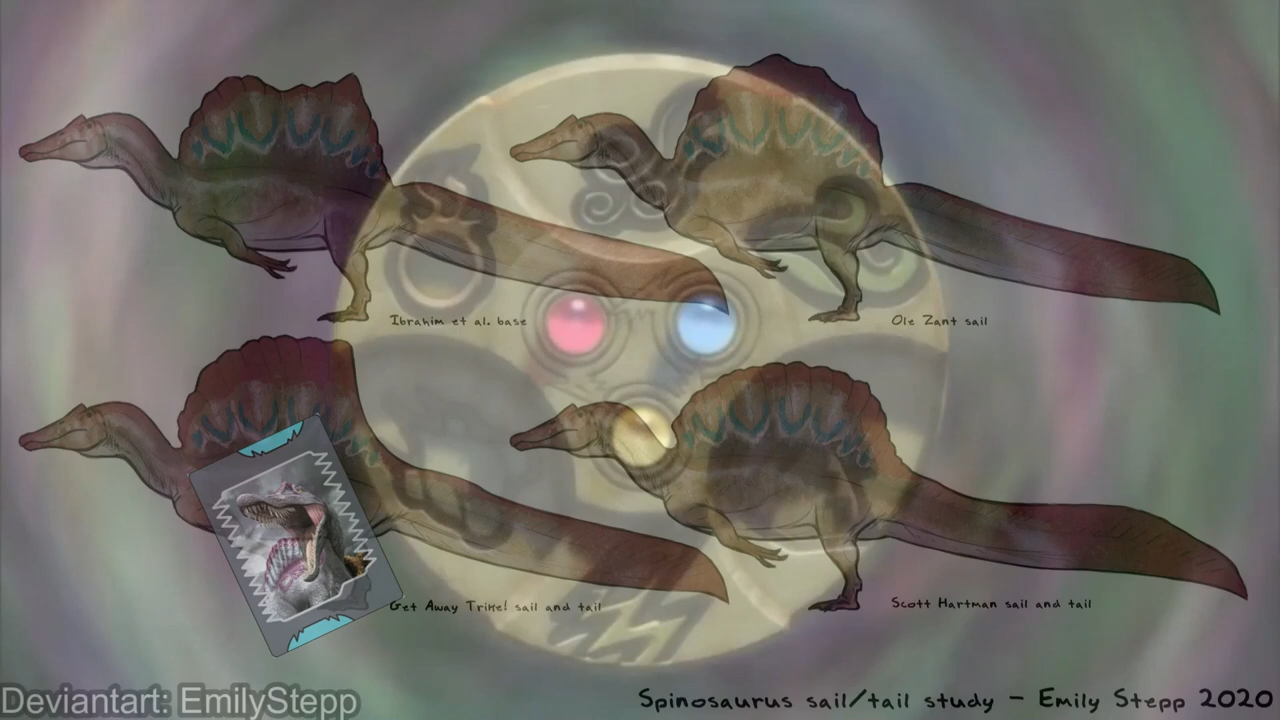 Ibrahim et al. base
Ole Zant sail
Get Away Trike! sail and tail
Scott Hartman sail and tail
Deviantart: EmilyStepp
Spinosaurus sail/tail study - Emily Stepp 2020